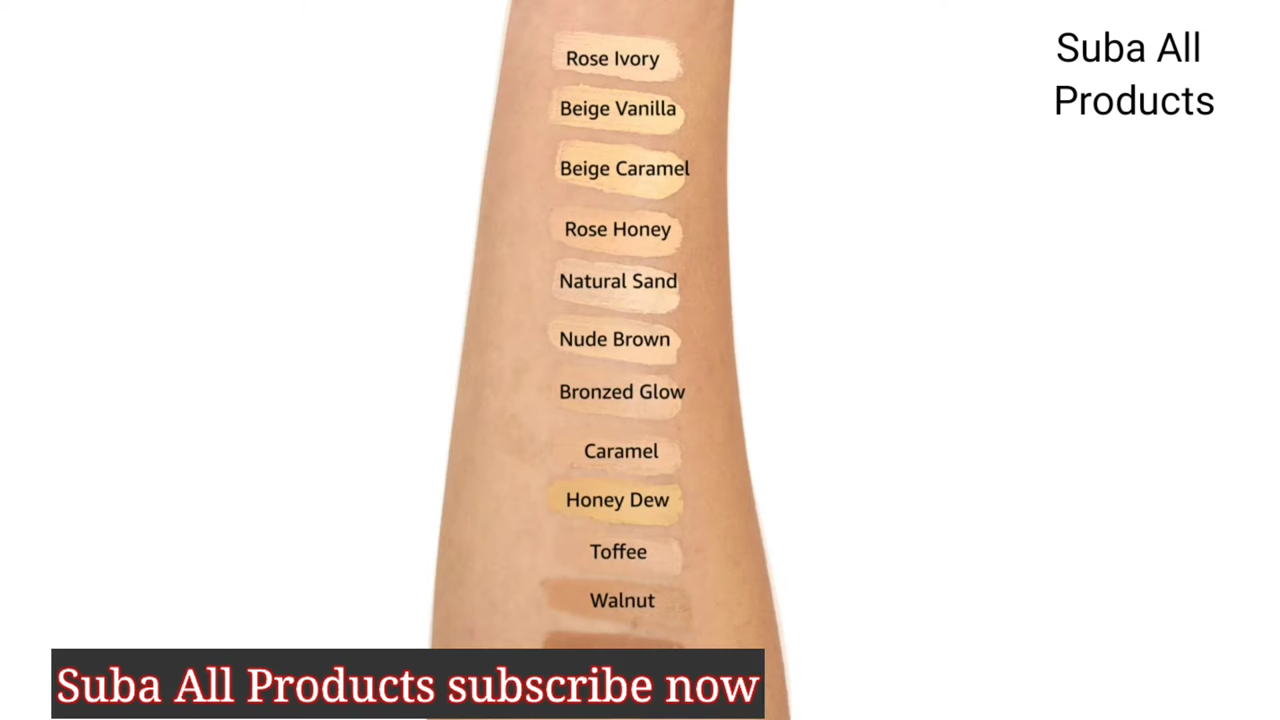 Suba All
Products
Rose Ivory
Beige Vanilla
Beige Caramel
Rose Honey
Natural Sand
Nude Brown
Bronzed Glow
Caramel
Honey Dew
Toffee
Walnut
Suba All Products subscribe now